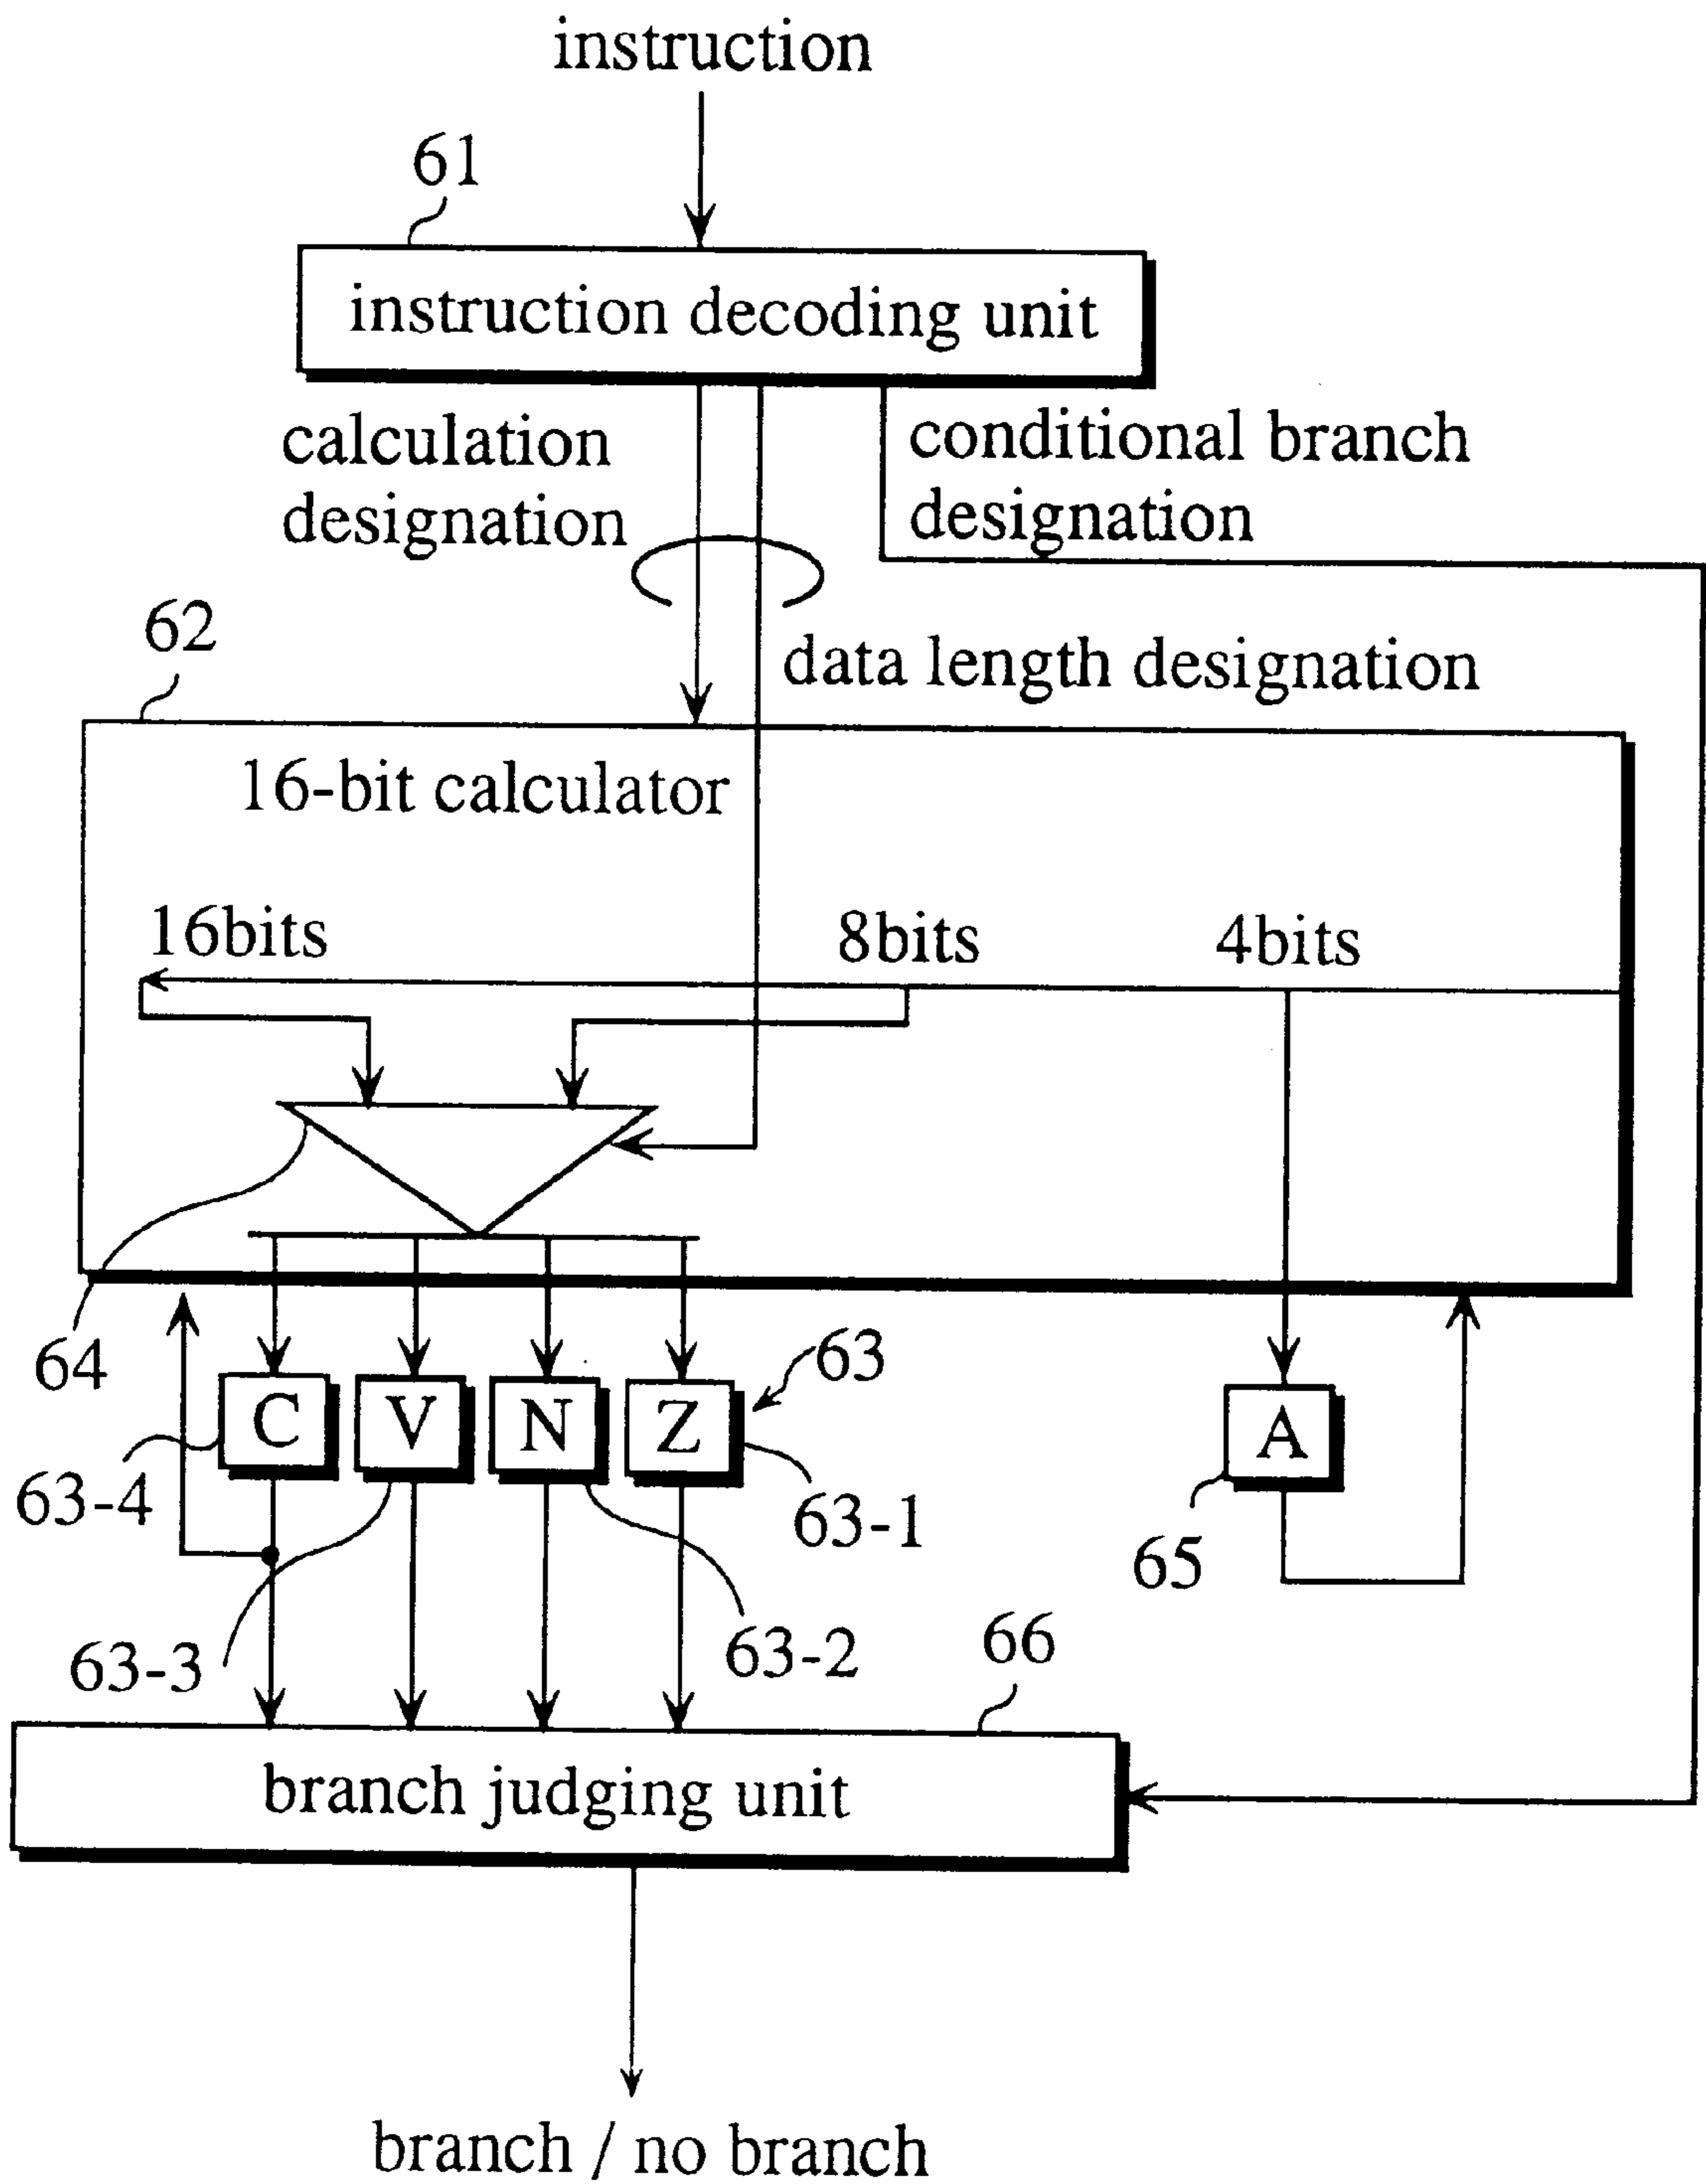 instruction
61
instruction decoding unit
calculation
designation
conditional branch
designation
62
data length designation
16-bit calculator
16bits
8bits
4bits
64
63
C
V
N
Z
A
63-4
63-1
65
63-3
63-2
66
branch judging unit
branch / no branch